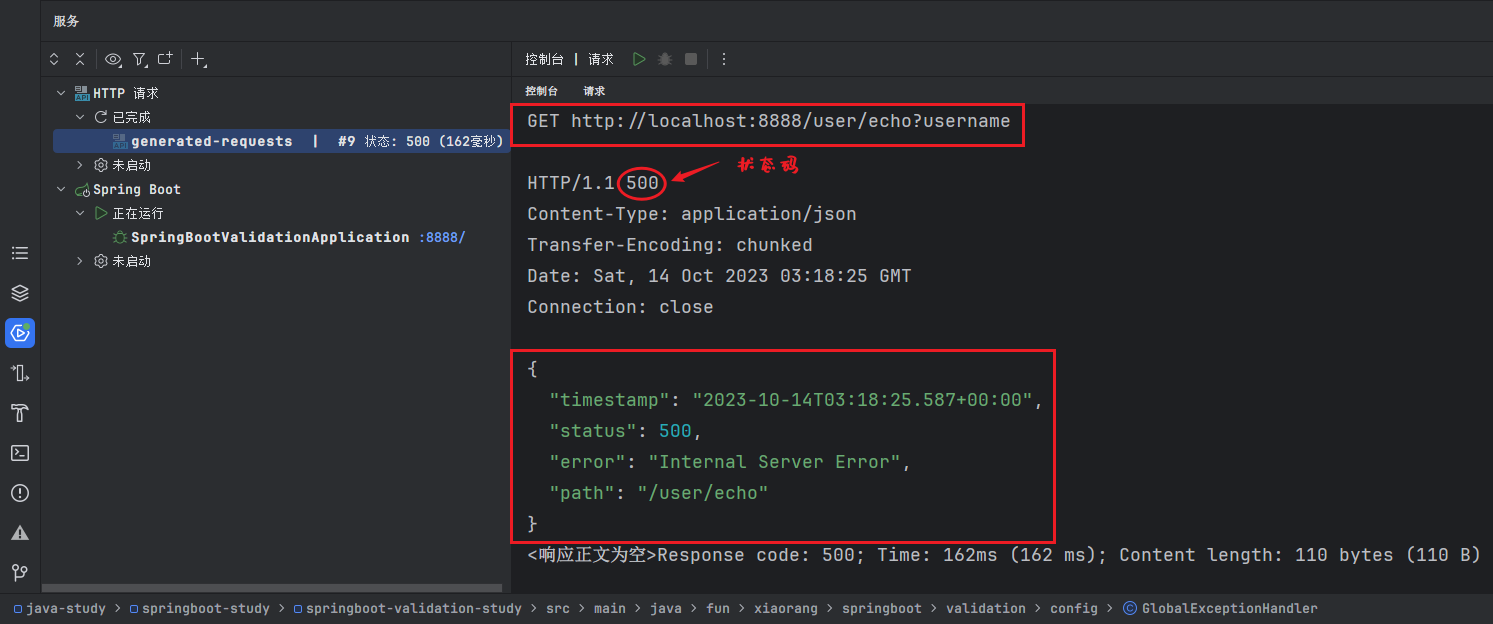 服务
HTTP 请求
已完成
generated-requests | #9 状态: 500 (162毫秒)
未启动
Spring Boot
正在运行
SpringBootValidationApplication :8888/
未启动
控制台 | 请求
控制台 请求
GET http://localhost:8888/user/echo?username
状态码
HTTP/1.1 500
Content-Type: application/json
Transfer-Encoding: chunked
Date: Sat, 14 Oct 2023 03:18:25 GMT
Connection: close
{
"timestamp": "2023-10-14T03:18:25.587+00:00",
"status": 500,
"error": "Internal Server Error",
"path": "/user/echo"
}
<响应正文为空>Response code: 500; Time: 162ms (162 ms); Content length: 110 bytes (110 B)
java-study > springboot-study > springboot-validation-study > src > main > java > fun > xiaorang > springboot > validation > config > GlobalExceptionHandler